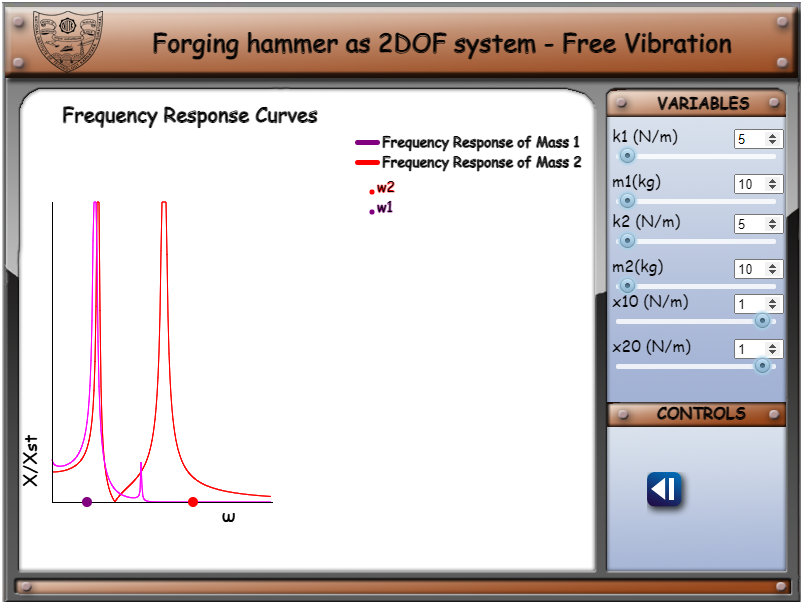 Forging hammer as 2DOF system - Free Vibration
Frequency Response Curves
Frequency Response of Mass 1
Frequency Response of Mass 2
w2
w1
X/Xst
ω
VARIABLES
k1 (N/m)
5
m1(kg)
10
k2 (N/m)
5
m2(kg)
10
x10 (N/m)
1
x20 (N/m)
1
CONTROLS